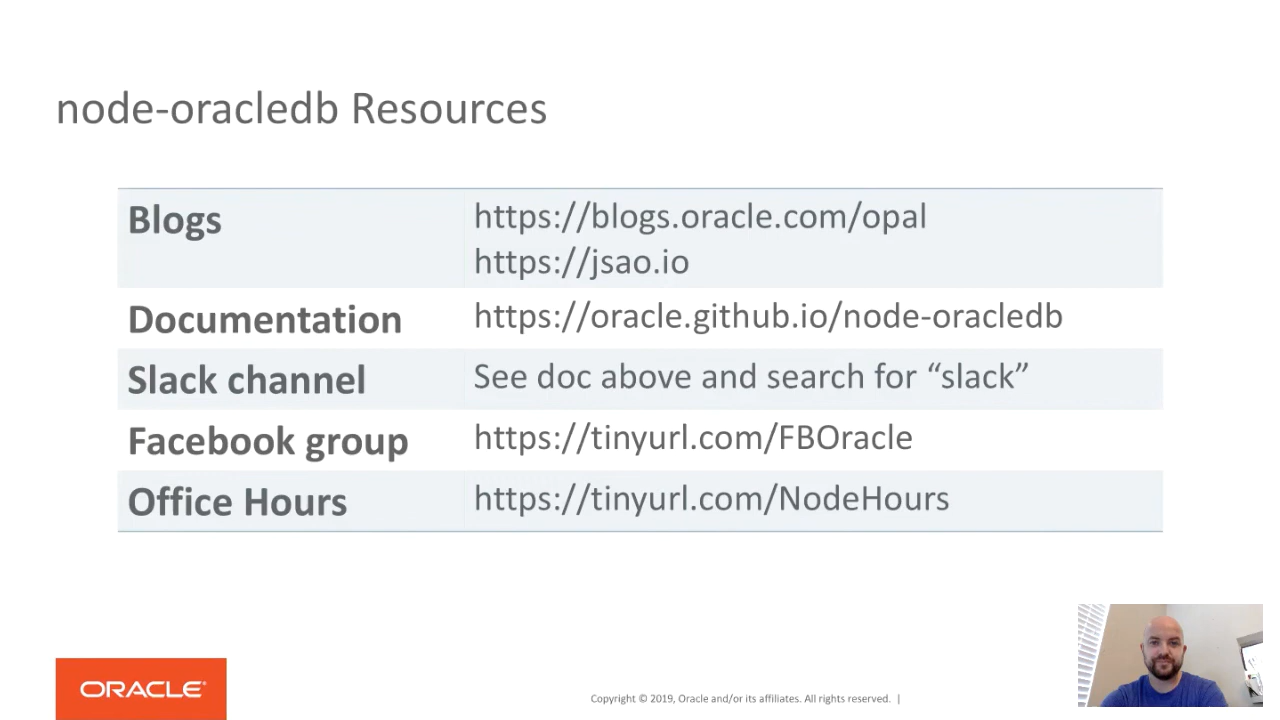 node-oracledb Resources
Blogs
https://blogs.oracle.com/opal
https://jsao.io
Documentation
https://oracle.github.io/node-oracledb
Slack channel
See doc above and search for “slack”
Facebook group
https://tinyurl.com/FBOracle
Office Hours
https://tinyurl.com/NodeHours
ORACLE®
Copyright © 2019, Oracle and/or its affiliates. All rights reserved. |